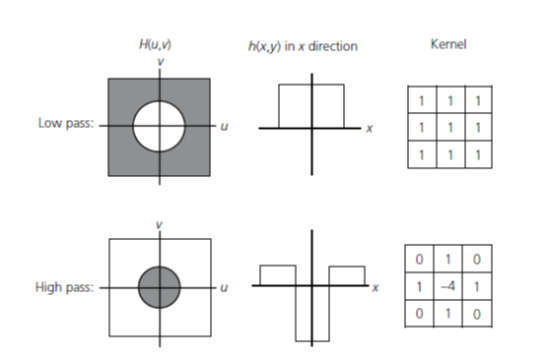 H(u,v) h(x,y) in x direction Kernel
v
Low pass: u x
1 1 1
1 1 1
1 1 1
v
High pass: u x
0 1 0
1 –4 1
0 1 0